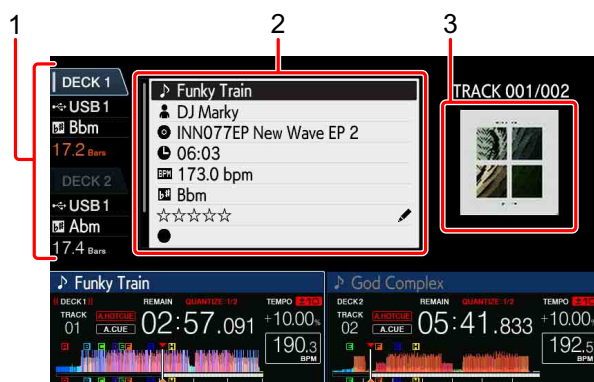 1 2 3
DECK 1
USB 1
Bbm
17.2 Bars
DECK 2
USB 1
Abm
17.4 Bars
Funky Train
DJ Marky
INN077EP New Wave EP 2
06:03
BPM 173.0 bpm
Bbm
TRACK 001/002
Funky Train
DECK1 REMAIN QUANTIZE 1/2 TEMPO ±10
TRACK 01 A.HOTCUE A.CUE 02:57.091 +10.00%
190.3 BPM
God Complex
DECK2 REMAIN QUANTIZE 1/2 TEMPO ±10
TRACK 02 A.HOTCUE A.CUE 05:41.833 +10.00%
192.5 BPM